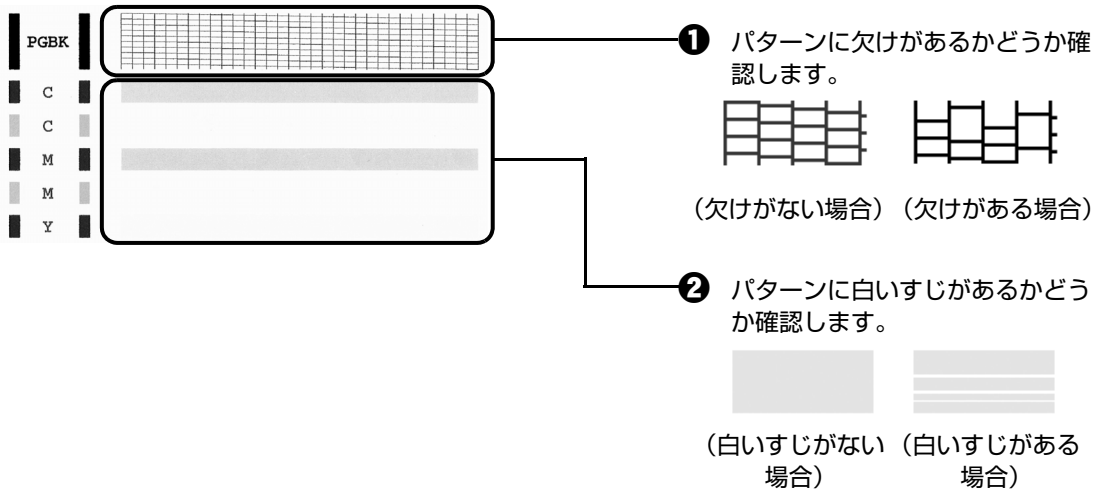 PGBK
C
C
M
M
Y
❶ パターンに欠けがあるかどうか確
認します。
（欠けがない場合）（欠けがある場合）
❷ パターンに白いすじがあるかどう
か確認します。
（白いすじがない （白いすじがある
場合） 場合）